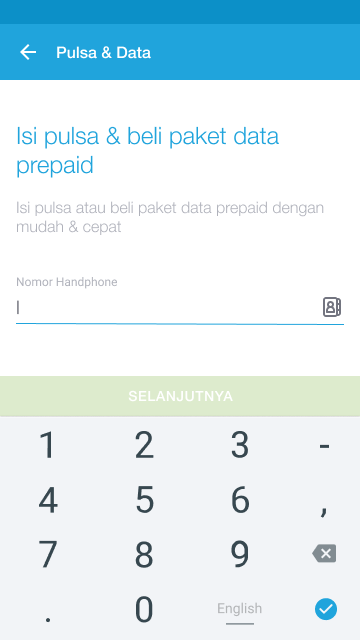 Pulsa & Data
Isi pulsa & beli paket data
prepaid
Isi pulsa atau beli paket data prepaid dengan
mudah & cepat
Nomor Handphone
SELANJUTNYA
1 2 3 -
4 5 6 ,
7 8 9
. 0 English